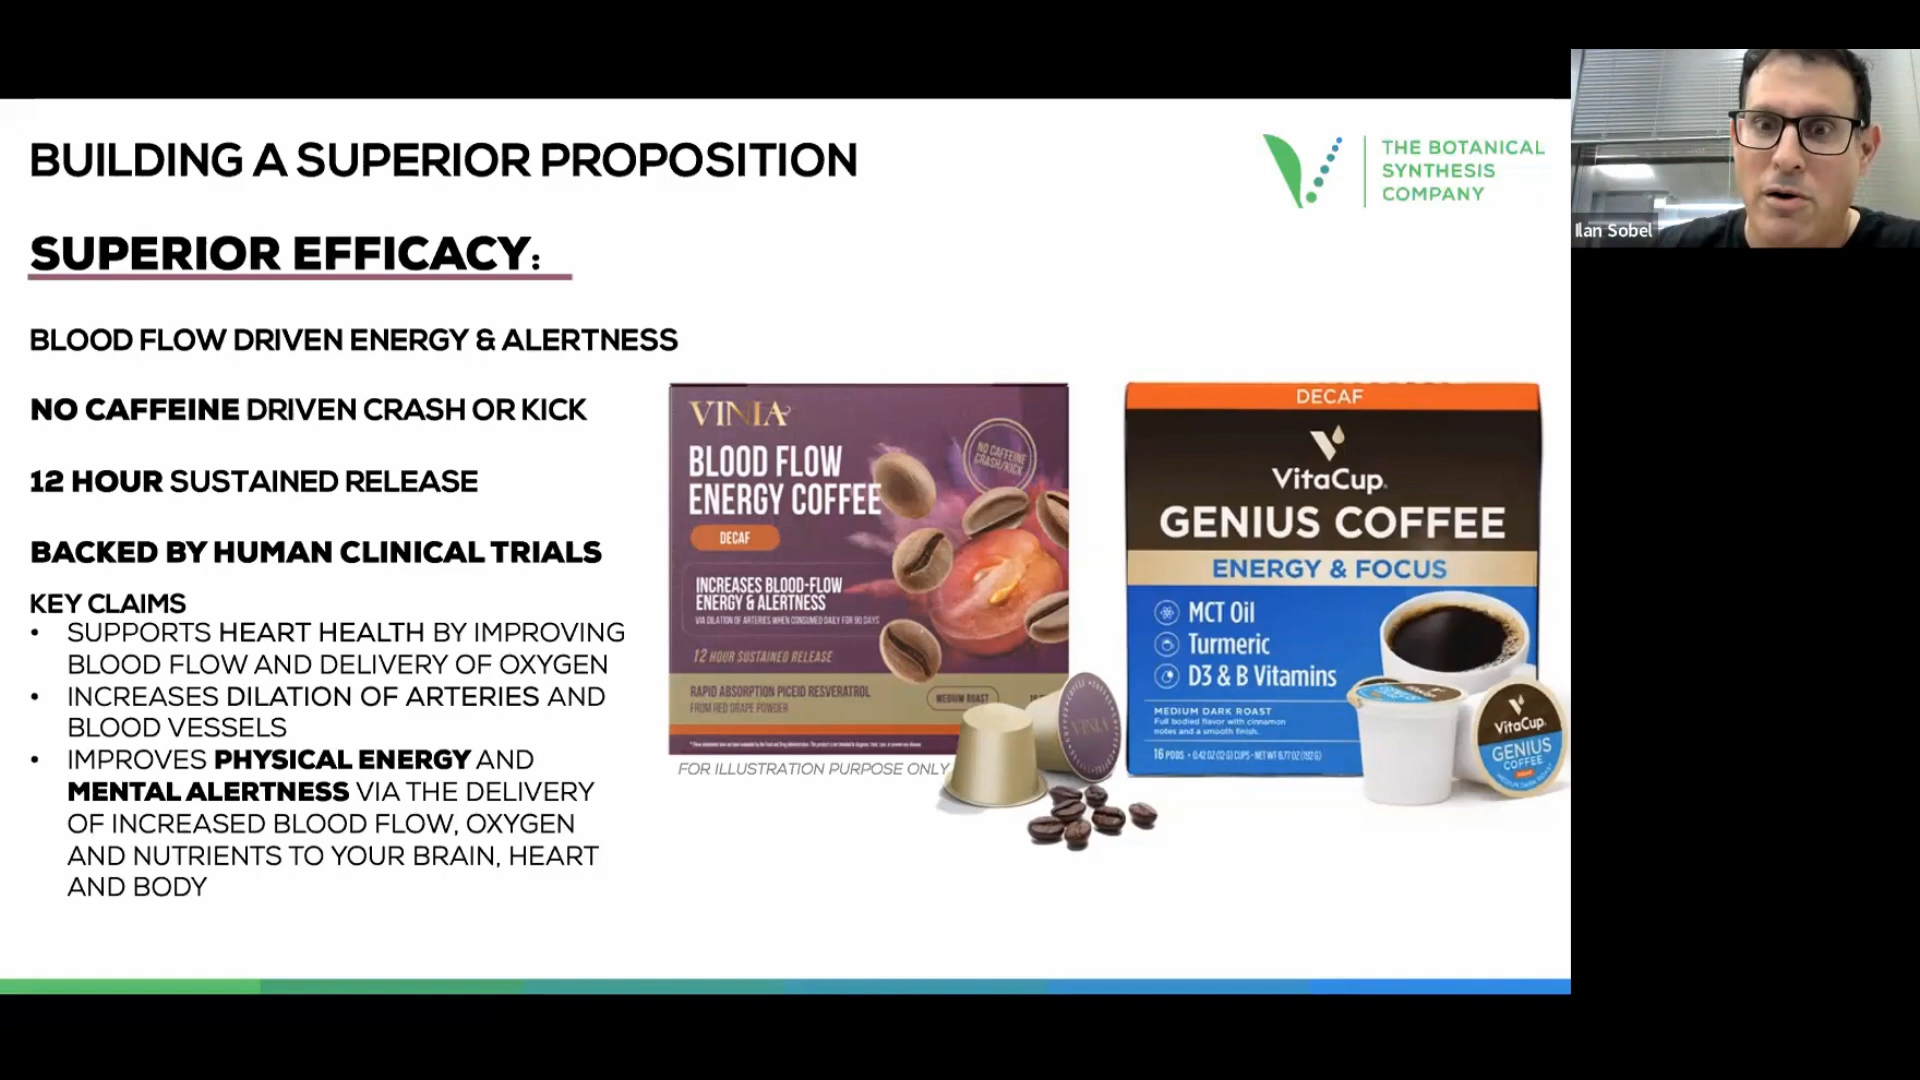 BUILDING A SUPERIOR PROPOSITION
THE BOTANICAL
SYNTHESIS
COMPANY
Ilan Sobel
SUPERIOR EFFICACY:
BLOOD FLOW DRIVEN ENERGY & ALERTNESS
NO CAFFEINE DRIVEN CRASH OR KICK
12 HOUR SUSTAINED RELEASE
BACKED BY HUMAN CLINICAL TRIALS
KEY CLAIMS
• SUPPORTS HEART HEALTH BY IMPROVING
BLOOD FLOW AND DELIVERY OF OXYGEN
• INCREASES DILATION OF ARTERIES AND
BLOOD VESSELS
• IMPROVES PHYSICAL ENERGY AND
MENTAL ALERTNESS VIA THE DELIVERY
OF INCREASED BLOOD FLOW, OXYGEN
AND NUTRIENTS TO YOUR BRAIN, HEART
AND BODY
VINIA
BLOOD FLOW
ENERGY COFFEE
NO CAFFEINE
CRASH/KICK
DECAF
INCREASES BLOOD-FLOW
ENERGY & ALERTNESS
VIA DILATION OF ARTERIES WHEN CONSUMED DAILY FOR 90 DAYS
12 HOUR SUSTAINED RELEASE
RAPID ABSORPTION PICEID RESVERATROL
FROM RED GRAPE POWDER
MEDIUM ROAST
FOR ILLUSTRATION PURPOSE ONLY
VINIA
DECAF
VitaCup
GENIUS COFFEE
ENERGY & FOCUS
MCT Oil
Turmeric
D3 & B Vitamins
MEDIUM DARK ROAST
Full bodied flavor with cinnamon
notes and a smooth finish.
16 PODS • 0.42 OZ (12 G) CUPS • NET WT 6.77 OZ (192 G)
VitaCup
GENIUS
COFFEE